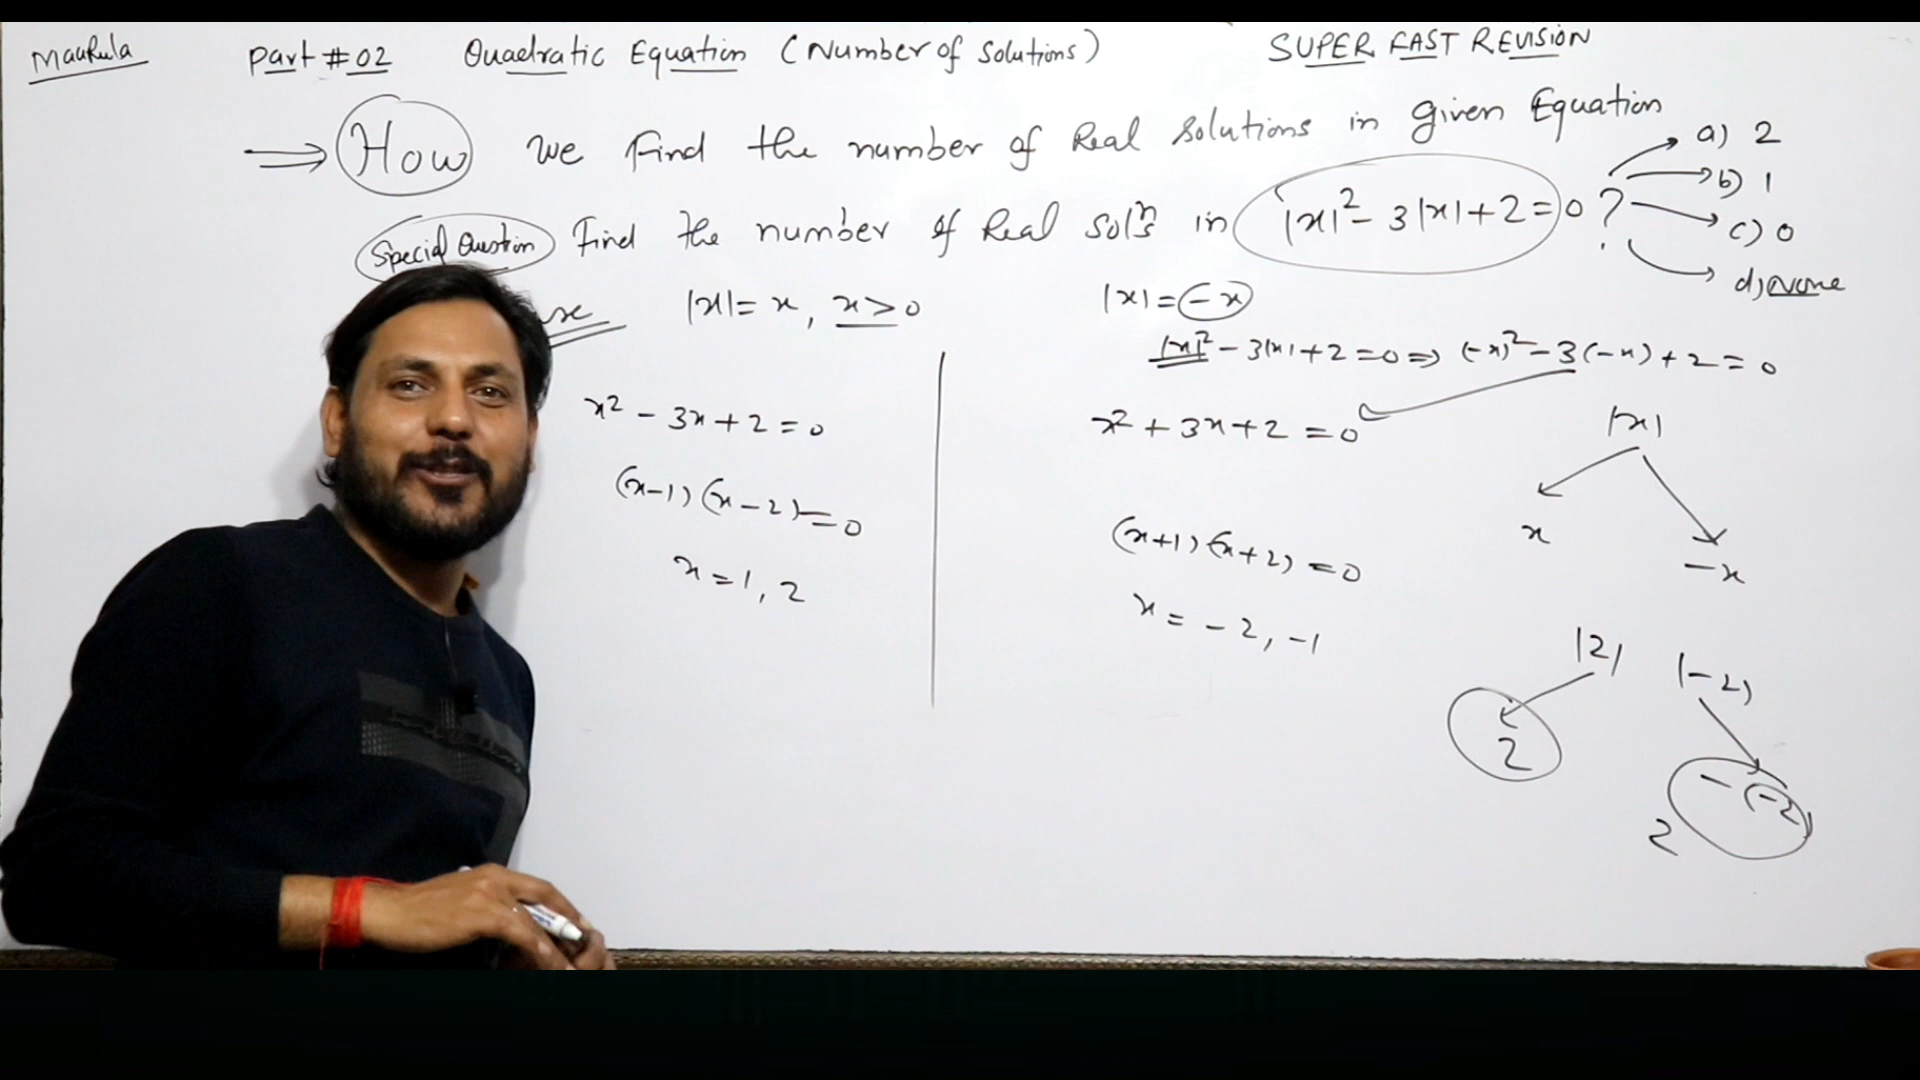 Part #02 Quadratic Equation (Number of Solutions) SUPER FAST REVISION
⇒ How we find the number of Real solutions in given Equation
Special Question Find the number of Real solⁿs in |x|² - 3|x| + 2 = 0 ?
a) 2
b) 1
c) 0
d) None
|x| = x, x > 0
x² - 3x + 2 = 0
(x-1)(x-2) = 0
x = 1, 2
|x| = -x
|x|² - 3|x| + 2 = 0 ⇒ (-x)² - 3(-x) + 2 = 0
x² + 3x + 2 = 0
(x+1)(x+2) = 0
x = -2, -1
|x|
x
-x
|2| |-2|
2
-(-2)
2